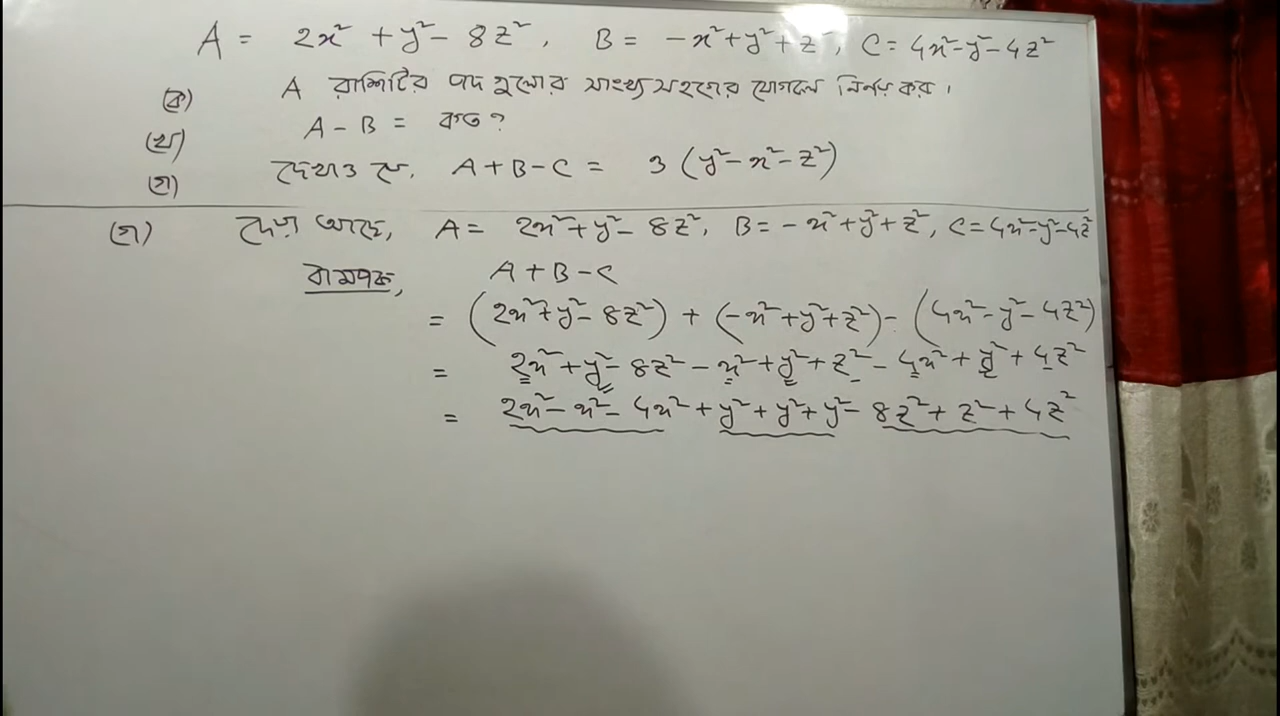 A = 2x² + y² - 8z², B = -x² + y² + z², C = 4x² - y² - 4z²
(ক) A রাশিটির পদ গুলোর সাংখ্য সহগের যোগফল নির্ণয় কর।
(খ) A - B = কত?
(গ) দেখাও যে, A + B - C = 3 (y² - x² - z²)
(গ) দেয়া আছে, A = 2x² + y² - 8z², B = -x² + y² + z², C = 4x² - y² - 4z²
বামপক্ষ, A + B - C
= (2x² + y² - 8z²) + (-x² + y² + z²) - (4x² - y² - 4z²)
= 2x² + y² - 8z² - x² + y² + z² - 4x² + y² + 4z²
= 2x² - x² - 4x² + y² + y² + y² - 8z² + z² + 4z²